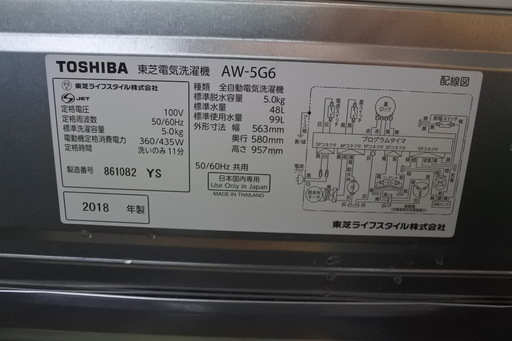 TOSHIBA 東芝電気洗濯機 AW-5G6
東芝ライフスタイル株式会社
JET
定格電圧 100V
定格周波数 50/60Hz
標準洗濯容量 5.0kg
電動機定格消費電力 360/435W
定格時間 洗いのみ 11分
製造番号 861082 YS
2018 年製
種類 全自動電気洗濯機
標準脱水容量 5.0kg
標準水量 48L
標準使用水量 99L
外形寸法 幅 563mm
奥行 580mm
高さ 957mm
50/60Hz 共用
日本国内専用
Use Only in Japan
MADE IN THAILAND
配線図
プログラムタイマ
東芝ライフスタイル株式会社